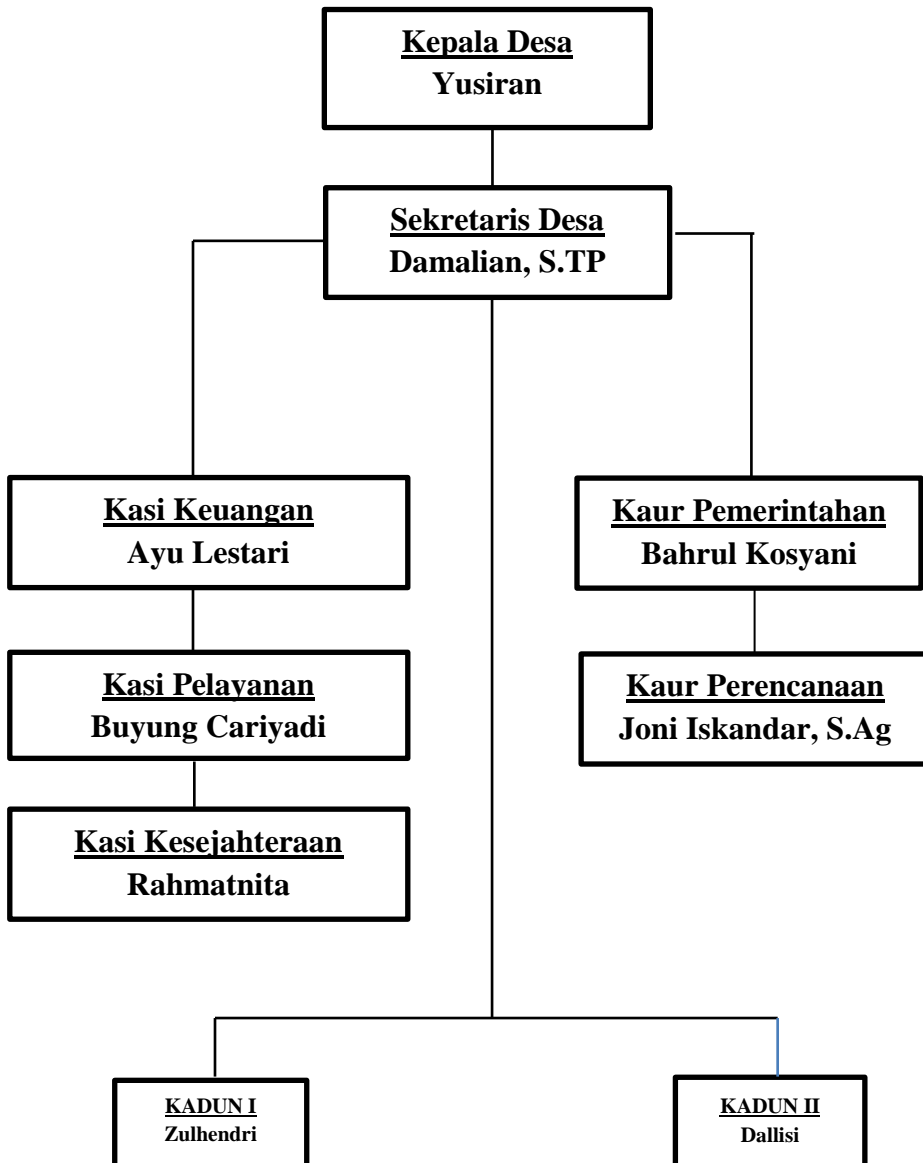 Kepala Desa
Yusiran
Sekretaris Desa
Damalian, S.TP
Kasi Keuangan
Ayu Lestari
Kaur Pemerintahan
Bahrul Kosyani
Kasi Pelayanan
Buyung Cariyadi
Kaur Perencanaan
Joni Iskandar, S.Ag
Kasi Kesejahteraan
Rahmatnita
KADUN I
Zulhendri
KADUN II
Dallisi